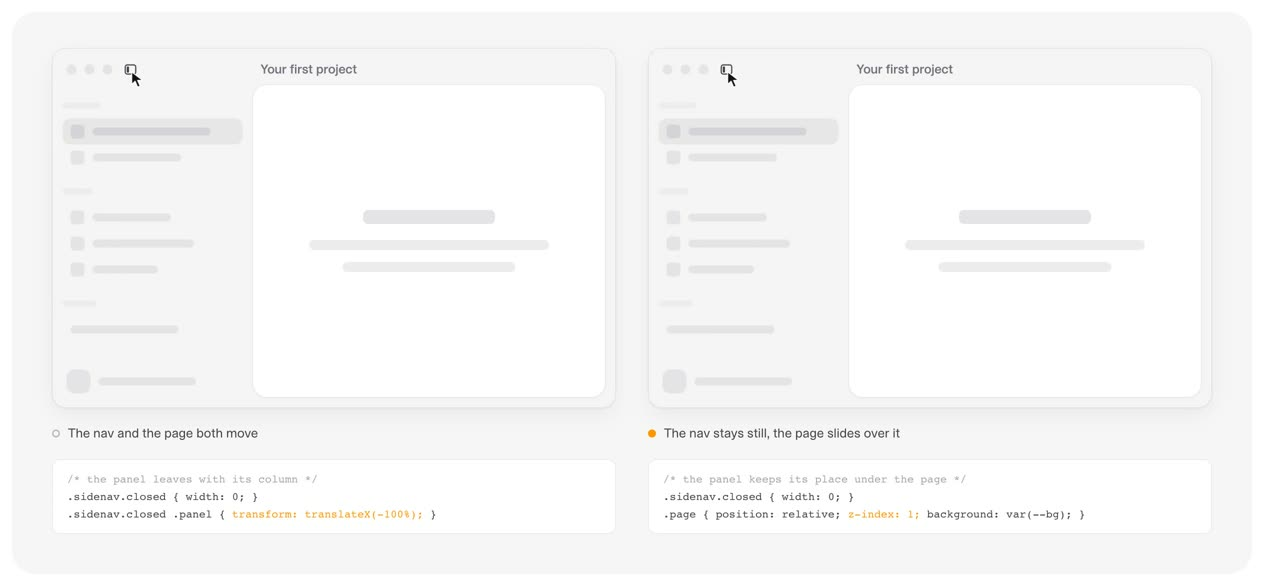 Your first project
Your first project
The nav and the page both move
The nav stays still, the page slides over it
/* the panel leaves with its column */
.sidenav.closed { width: 0; }
.sidenav.closed .panel { transform: translateX(-100%); }
/* the panel keeps its place under the page */
.sidenav.closed { width: 0; }
.page { position: relative; z-index: 1; background: var(--bg); }